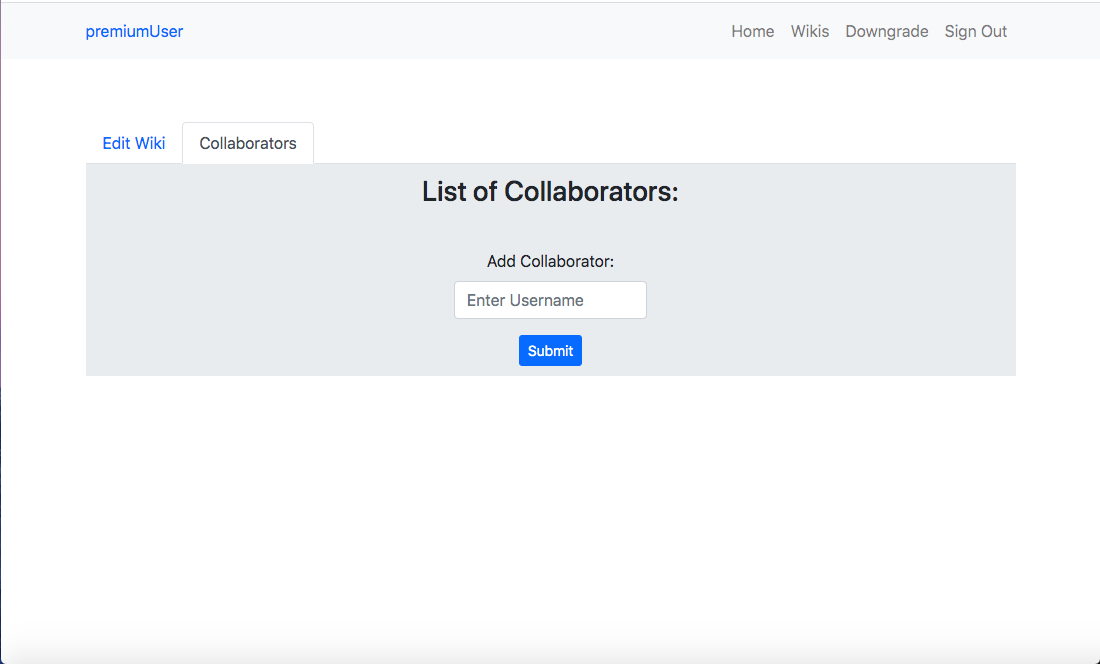 premiumUser Home Wikis Downgrade Sign Out
Edit Wiki Collaborators
List of Collaborators:
Add Collaborator:
Enter Username
Submit